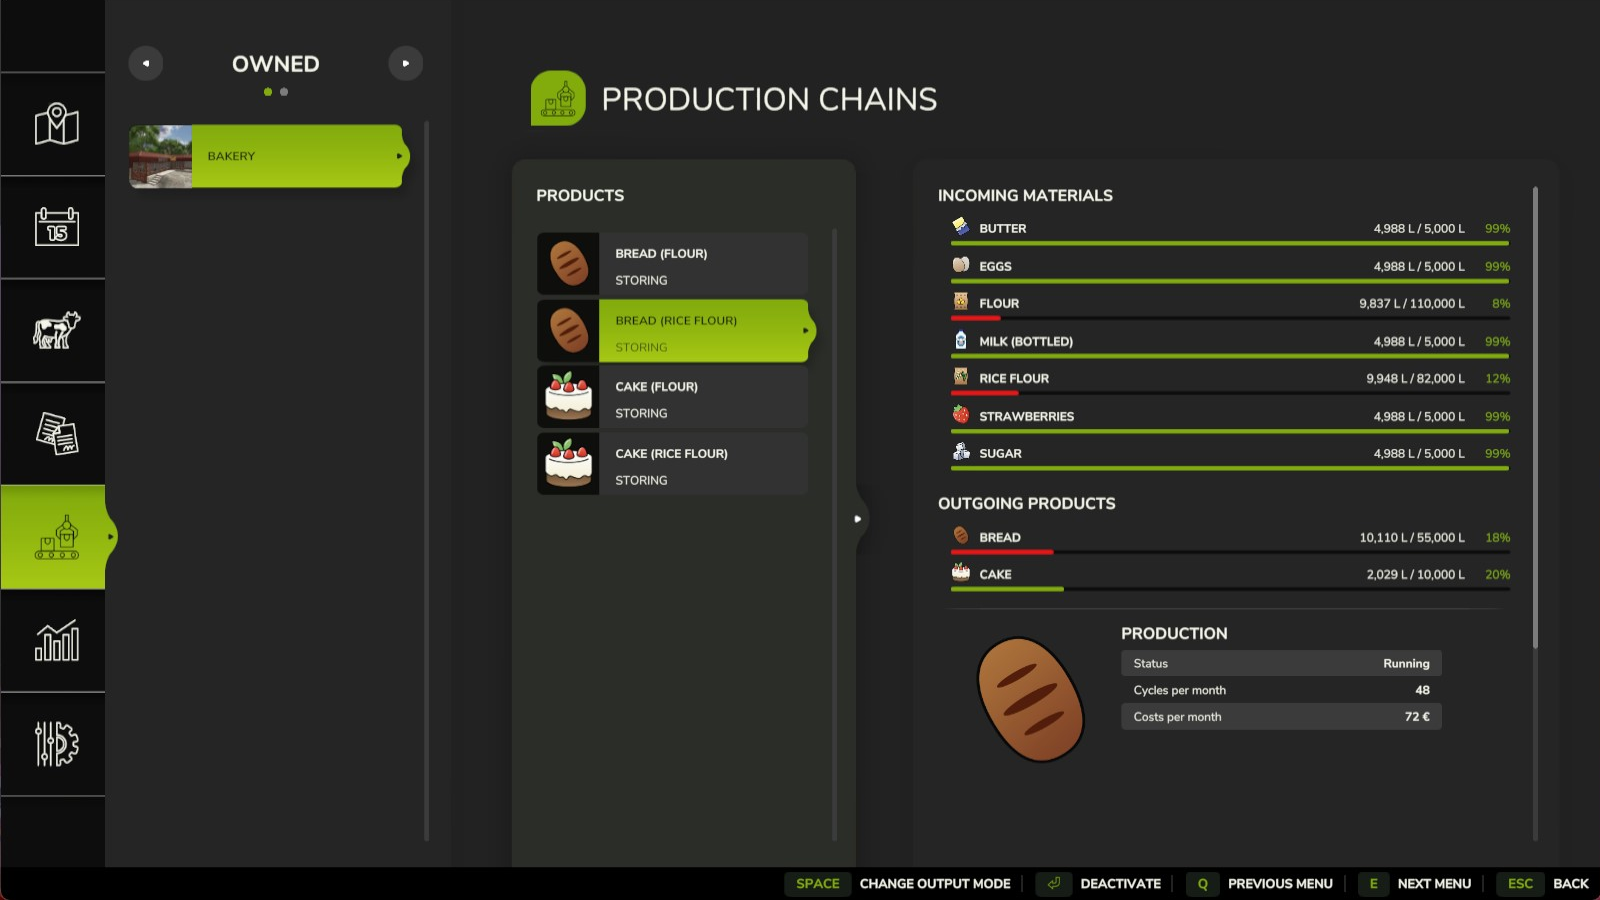 OWNED
BAKERY
15
PRODUCTION CHAINS
PRODUCTS
BREAD (FLOUR)
STORING
BREAD (RICE FLOUR)
STORING
CAKE (FLOUR)
STORING
CAKE (RICE FLOUR)
STORING
INCOMING MATERIALS
BUTTER 4,988 L / 5,000 L 99%
EGGS 4,988 L / 5,000 L 99%
FLOUR 9,837 L / 110,000 L 8%
MILK (BOTTLED) 4,988 L / 5,000 L 99%
RICE FLOUR 9,948 L / 82,000 L 12%
STRAWBERRIES 4,988 L / 5,000 L 99%
SUGAR 4,988 L / 5,000 L 99%
OUTGOING PRODUCTS
BREAD 10,110 L / 55,000 L 18%
CAKE 2,029 L / 10,000 L 20%
PRODUCTION
Status Running
Cycles per month 48
Costs per month 72 €
SPACE CHANGE OUTPUT MODE DEACTIVATE Q PREVIOUS MENU E NEXT MENU ESC BACK